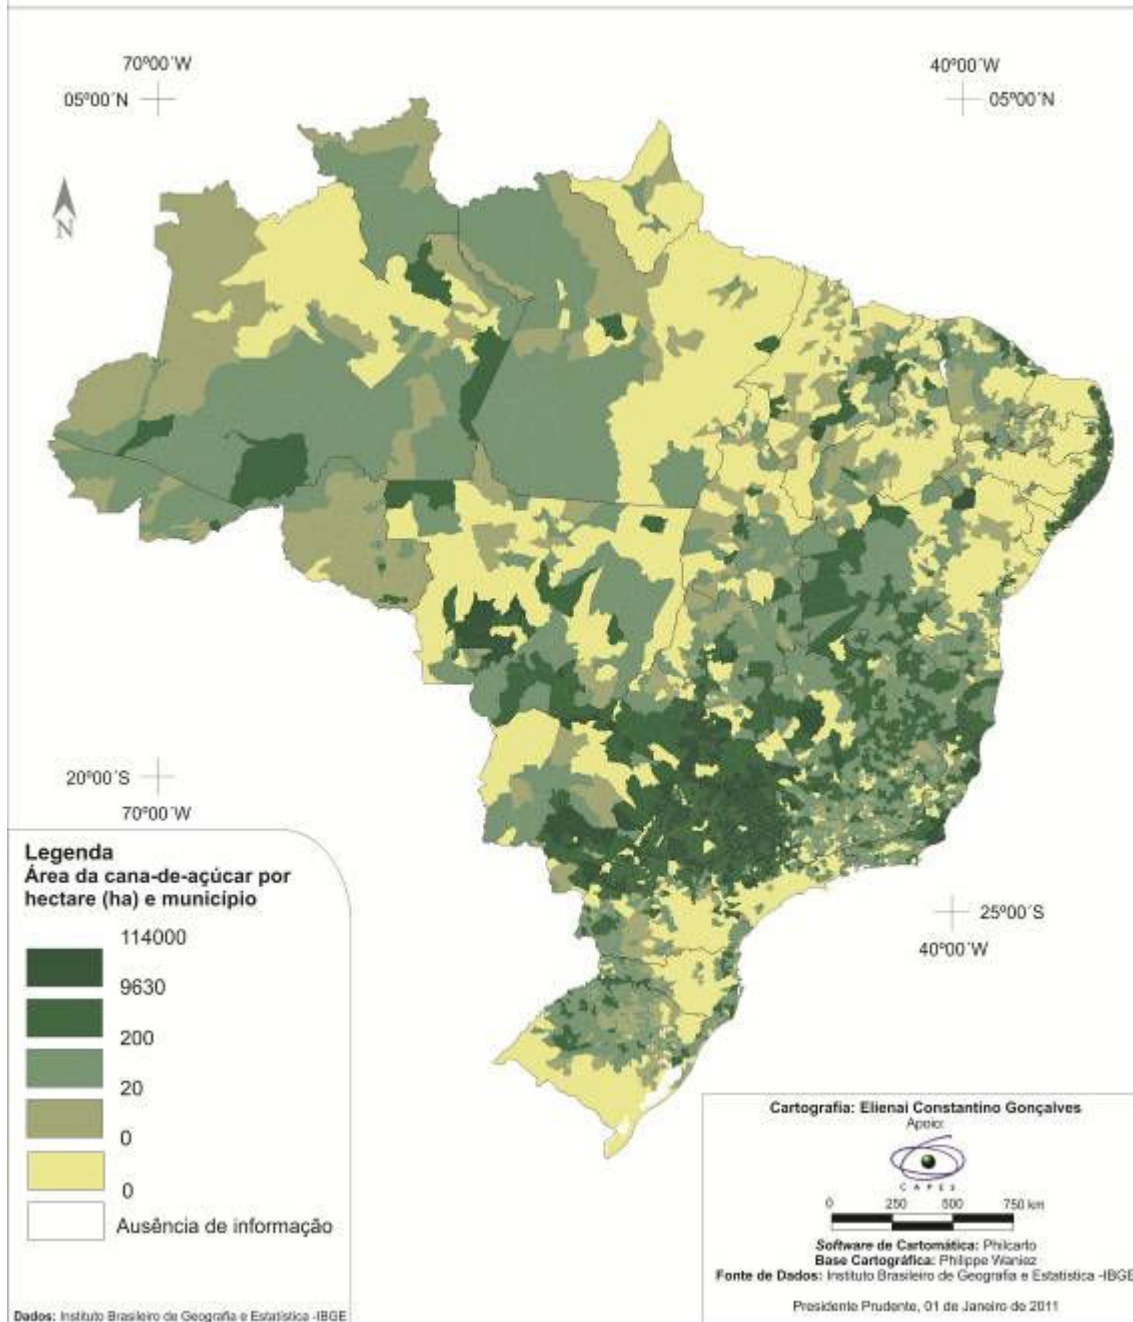 70º00´W
40º00´W
05º00´N
05º00´N
N
20º00´S
70º00´W
25º00´S
40º00´W
Legenda
Área da cana-de-açúcar por
hectare (ha) e município
114000
9630
200
20
0
0
Ausência de informação
Dados: Instituto Brasileiro de Geografia e Estatística -IBGE
Cartografia: Elienai Constantino Gonçalves
Apoio:
CAPES
0 250 500 750 km
Software de Cartomática: Philcarto
Base Cartográfica: Philippe Waniez
Fonte de Dados: Instituto Brasileiro de Geografia e Estatística -IBGE
Presidente Prudente, 01 de Janeiro de 2011